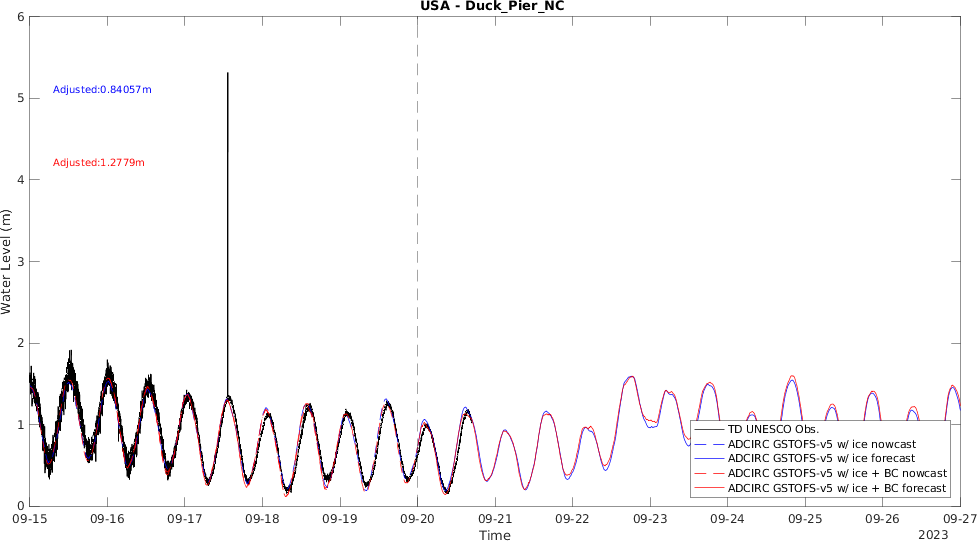 USA - Duck_Pier_NC
6
5
4
3
2
1
0
Water Level (m)
Adjusted:0.84057m
Adjusted:1.2779m
TD UNESCO Obs.
ADCIRC GSTOFS-v5 w/ ice nowcast
ADCIRC GSTOFS-v5 w/ ice forecast
ADCIRC GSTOFS-v5 w/ ice + BC nowcast
ADCIRC GSTOFS-v5 w/ ice + BC forecast
09-15 09-16 09-17 09-18 09-19 09-20 09-21 09-22 09-23 09-24 09-25 09-26 09-27
Time
2023